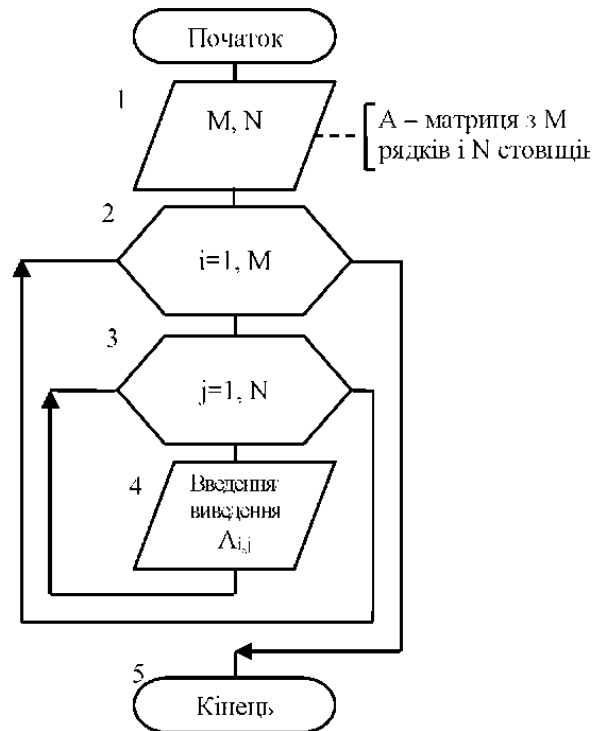 Початок
1
M, N
А – матриця з М
рядків і N стовпців
2
i=1, M
3
j=1, N
4
Введення
виведення
Ai,j
5
Кінець